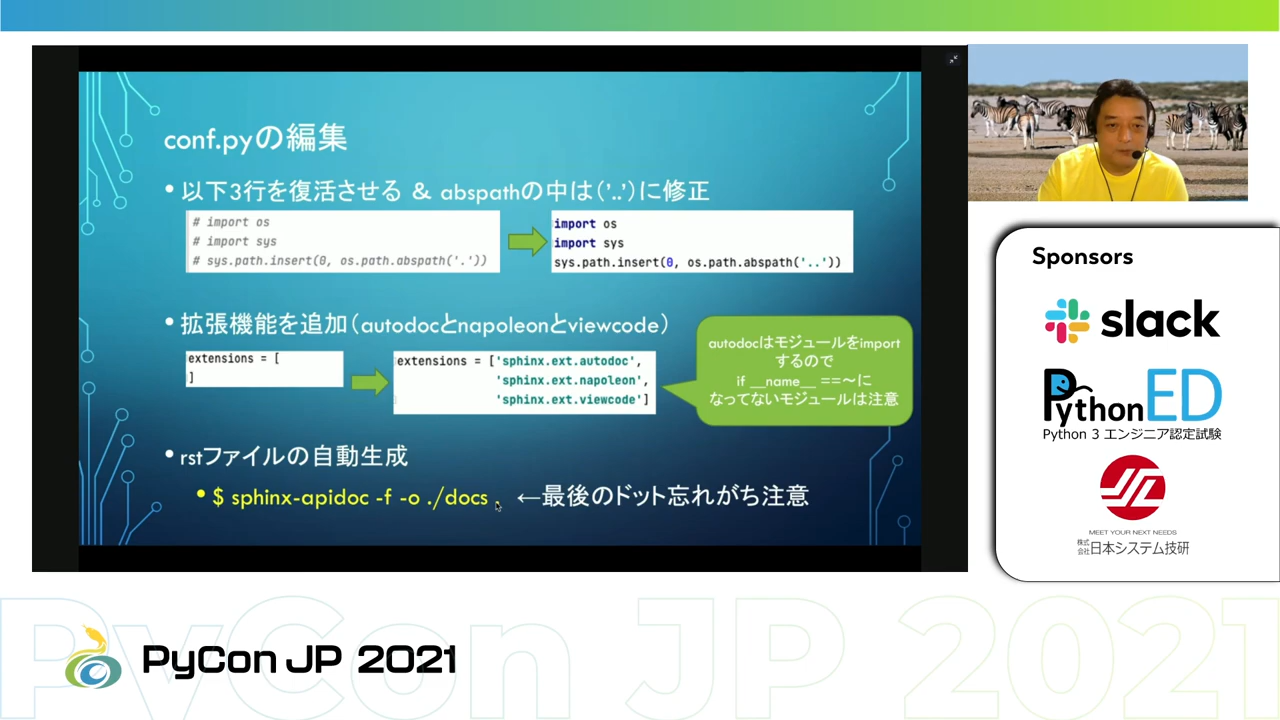 conf.pyの編集
• 以下3行を復活させる & abspathの中は('..')に修正
# import os
# import sys
# sys.path.insert(0, os.path.abspath('.'))
import os
import sys
sys.path.insert(0, os.path.abspath('..'))
• 拡張機能を追加(autodocとnapoleonとviewcode)
extensions = [
]
extensions = ['sphinx.ext.autodoc',
'sphinx.ext.napoleon',
'sphinx.ext.viewcode']
autodocはモジュールをimport
するので
if __name__ ==～に
なってないモジュールは注意
• rstファイルの自動生成
• $ sphinx-apidoc -f -o ./docs . ←最後のドット忘れがち注意
Sponsors
slack
PythonED
Python 3 エンジニア認定試験
MEET YOUR NEXT NEEDS
株式会社日本システム技研
PyCon JP 2021
PyCon JP 2021